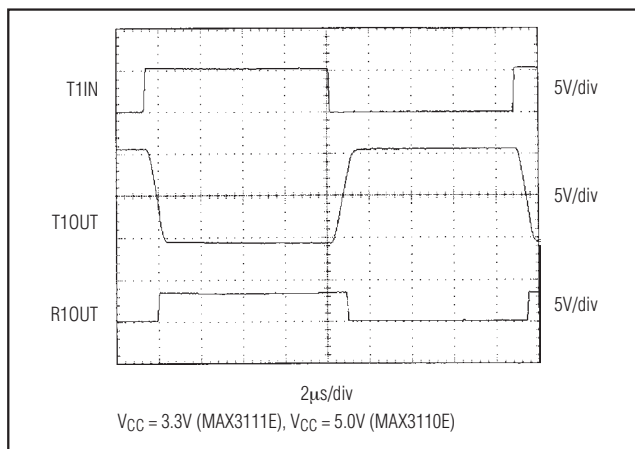 T1IN
5V/div
T1OUT
5V/div
R1OUT
5V/div
2µs/div
VCC = 3.3V (MAX3111E), VCC = 5.0V (MAX3110E)